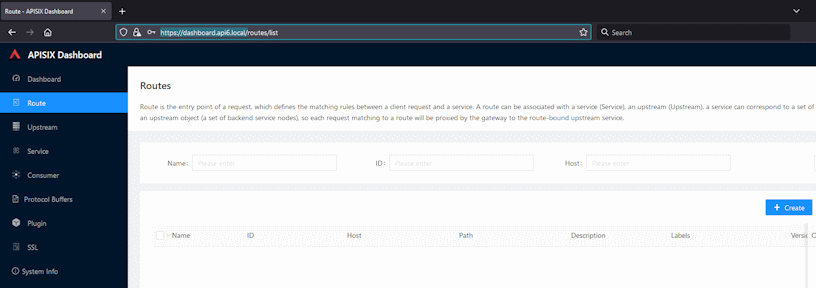 Route - APISIX Dashboard
https://dashboard.api6.local/routes/list
Search
APISIX Dashboard
Dashboard
Route
Upstream
Service
Consumer
Protocol Buffers
Plugin
SSL
System Info
Routes
Route is the entry point of a request, which defines the matching rules between a client request and a service. A route can be associated with a service (Service), an upstream (Upstream), a service can correspond to a set of
an upstream object (a set of backend service nodes), so each request matching to a route will be proxied by the gateway to the route-bound upstream service.
Name: Please enter ID: Please enter Host: Please enter
+ Create
Name ID Host Path Description Labels Versi